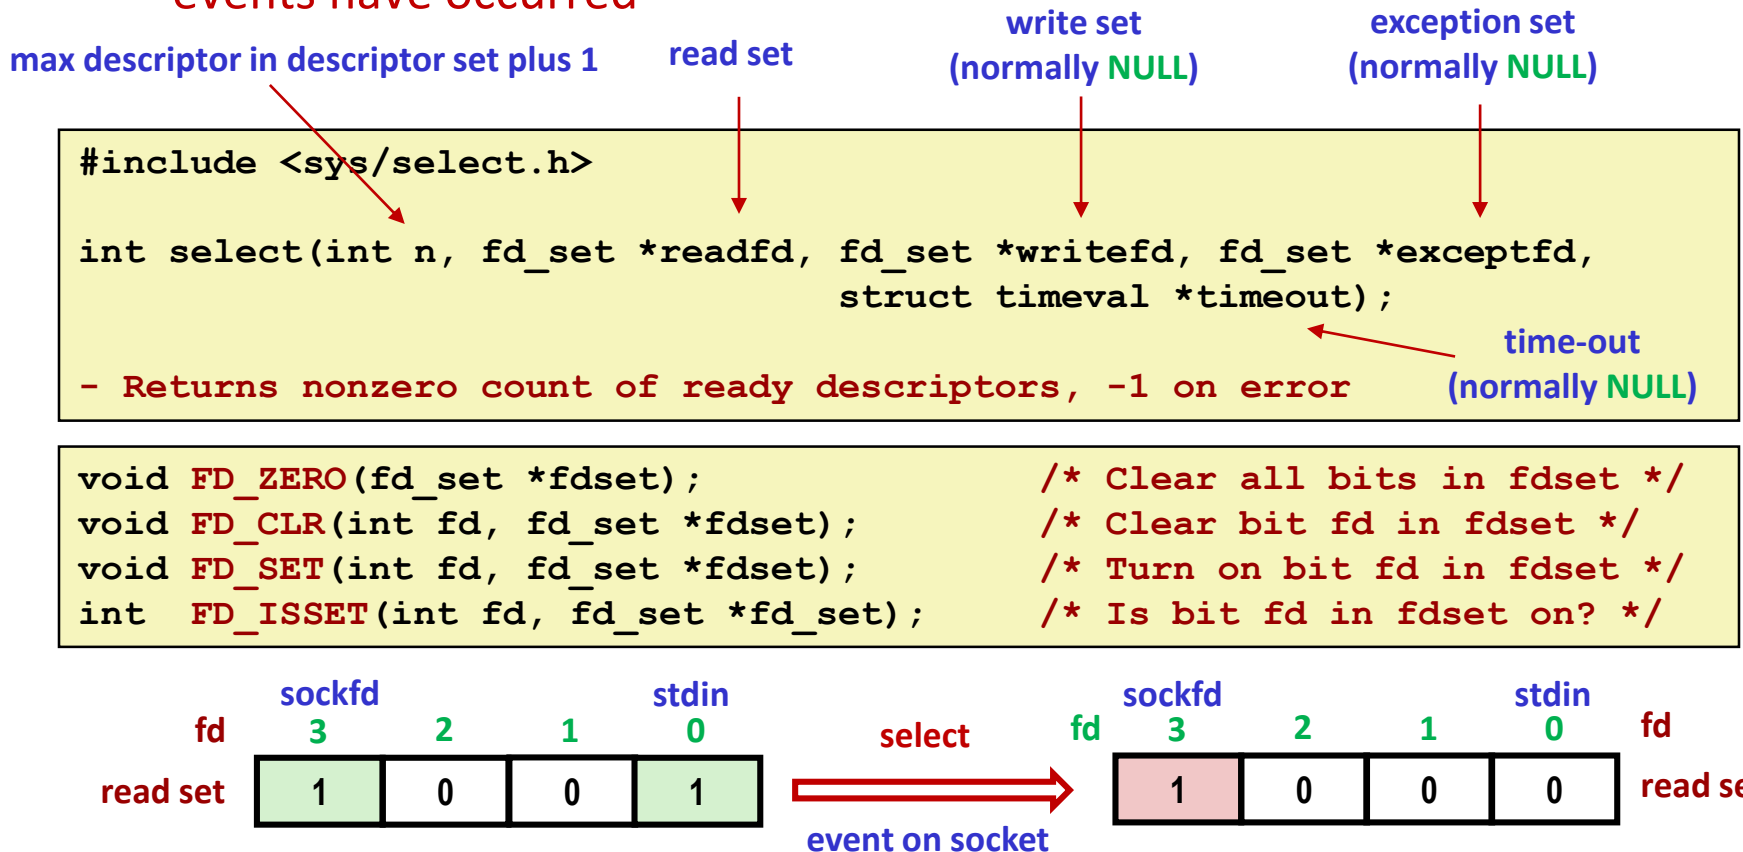 events have occurred
max descriptor in descriptor set plus 1
read set
write set
(normally NULL)
exception set
(normally NULL)
#include <sys/select.h>
int select(int n, fd_set *readfd, fd_set *writefd, fd_set *exceptfd,
struct timeval *timeout);
time-out
(normally NULL)
- Returns nonzero count of ready descriptors, -1 on error
void FD_ZERO(fd_set *fdset); /* Clear all bits in fdset */
void FD_CLR(int fd, fd_set *fdset); /* Clear bit fd in fdset */
void FD_SET(int fd, fd_set *fdset); /* Turn on bit fd in fdset */
int FD_ISSET(int fd, fd_set *fd_set); /* Is bit fd in fdset on? */
sockfd stdin
fd 3 2 1 0
read set 1 0 0 1
select
event on socket
sockfd stdin
fd 3 2 1 0 fd
1 0 0 0 read se